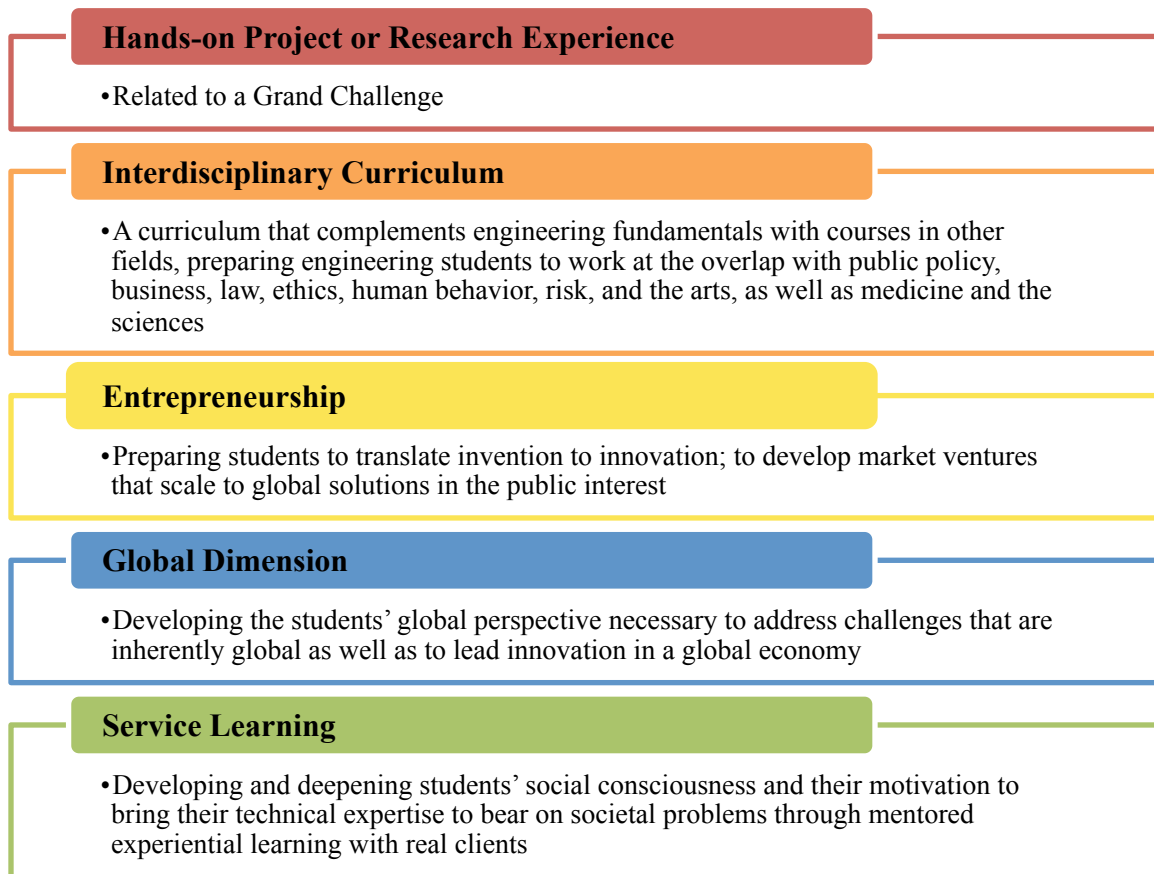 Hands-on Project or Research Experience
•Related to a Grand Challenge
Interdisciplinary Curriculum
•A curriculum that complements engineering fundamentals with courses in other
fields, preparing engineering students to work at the overlap with public policy,
business, law, ethics, human behavior, risk, and the arts, as well as medicine and the
sciences
Entrepreneurship
•Preparing students to translate invention to innovation; to develop market ventures
that scale to global solutions in the public interest
Global Dimension
•Developing the students’ global perspective necessary to address challenges that are
inherently global as well as to lead innovation in a global economy
Service Learning
•Developing and deepening students’ social consciousness and their motivation to
bring their technical expertise to bear on societal problems through mentored
experiential learning with real clients